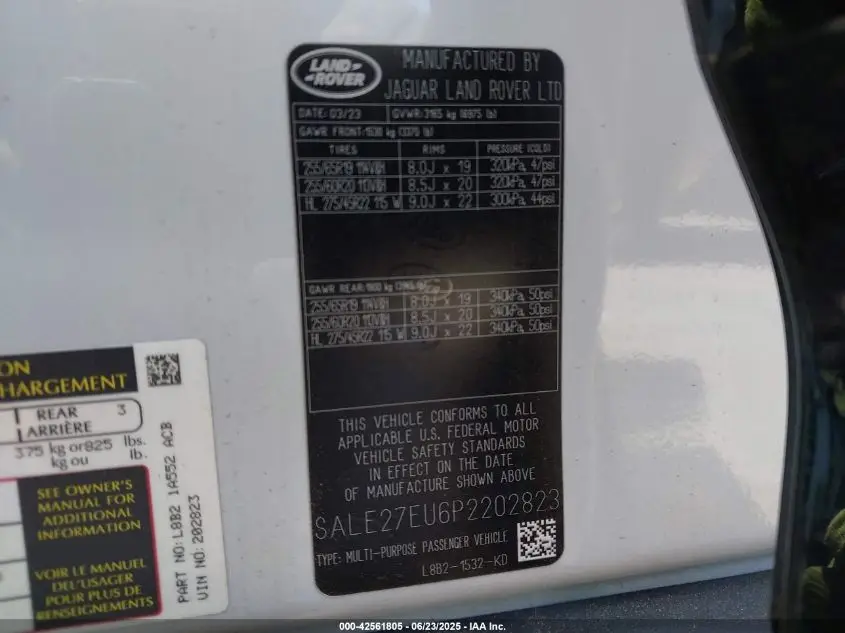 LAND-
-ROVER
MANUFACTURED BY
JAGUAR LAND ROVER LTD
DATE: 03/23 GVWR: 3165 kg (6975 lb)
GAWR FRONT: 1530 kg (3370 lb)
TIRES RIMS PRESSURE (COLD)
255/65R19 114V@H 8.0J x 19 320kPa, 47psi
255/60R20 110V@H 8.5J x 20 320kPa, 47psi
HL 275/45R22 115 W 9.0J x 22 300kPa, 44psi
GAWR REAR: 1900 kg
255/65R19 8.0J x 19 340kPa, 50psi
255/60R20 8.5J x 20 340kPa, 50psi
HL 275/45R22 115 W 9.0J x 22 340kPa, 50psi
THIS VEHICLE CONFORMS TO ALL
APPLICABLE U.S. FEDERAL MOTOR
VEHICLE SAFETY STANDARDS
IN EFFECT ON THE DATE
OF MANUFACTURE SHOWN ABOVE
SALE27EU6P2202823
TYPE: MULTI-PURPOSE PASSENGER VEHICLE
L8B2-1532-KD
ON
HARGEMENT
REAR 3
ARRIÈRE
375 kg or 825 lbs.
kg ou lb.
SEE OWNER'S
MANUAL FOR
ADDITIONAL
INFORMATION
VOIR LE MANUEL
DE L'USAGER
POUR PLUS DE
RENSEIGNEMENTS
PART NO: L8B2 1A552 ACB
VIN NO: 202823
000-42561805 - 06/23/2025 - IAA Inc.